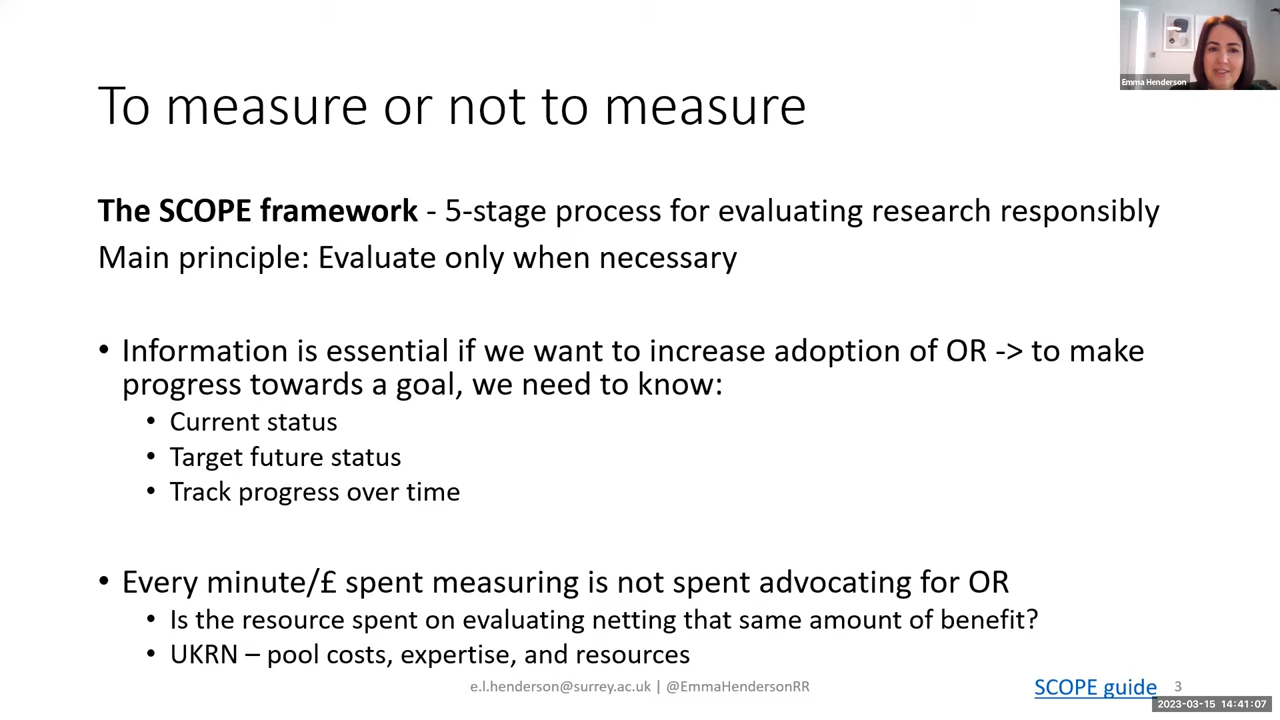 Emma Henderson
To measure or not to measure
The SCOPE framework - 5-stage process for evaluating research responsibly
Main principle: Evaluate only when necessary
• Information is essential if we want to increase adoption of OR -> to make
progress towards a goal, we need to know:
• Current status
• Target future status
• Track progress over time
• Every minute/£ spent measuring is not spent advocating for OR
• Is the resource spent on evaluating netting that same amount of benefit?
• UKRN – pool costs, expertise, and resources
e.l.henderson@surrey.ac.uk | @EmmaHendersonRR
SCOPE guide
3
2023-03-15 14:41:07